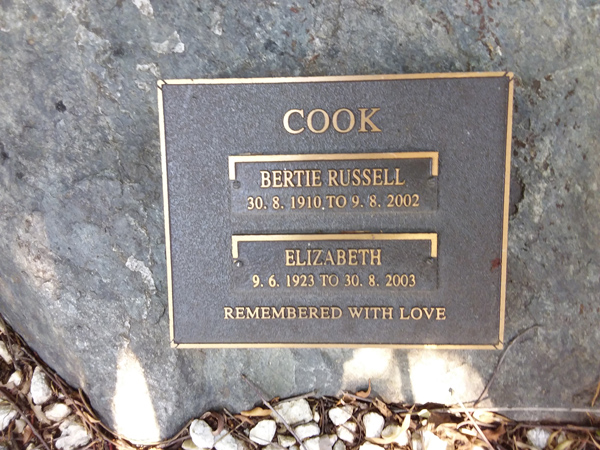 COOK
BERTIE RUSSELL
30. 8. 1910 TO 9. 8. 2002
ELIZABETH
9. 6. 1923 TO 30. 8. 2003
REMEMBERED WITH LOVE